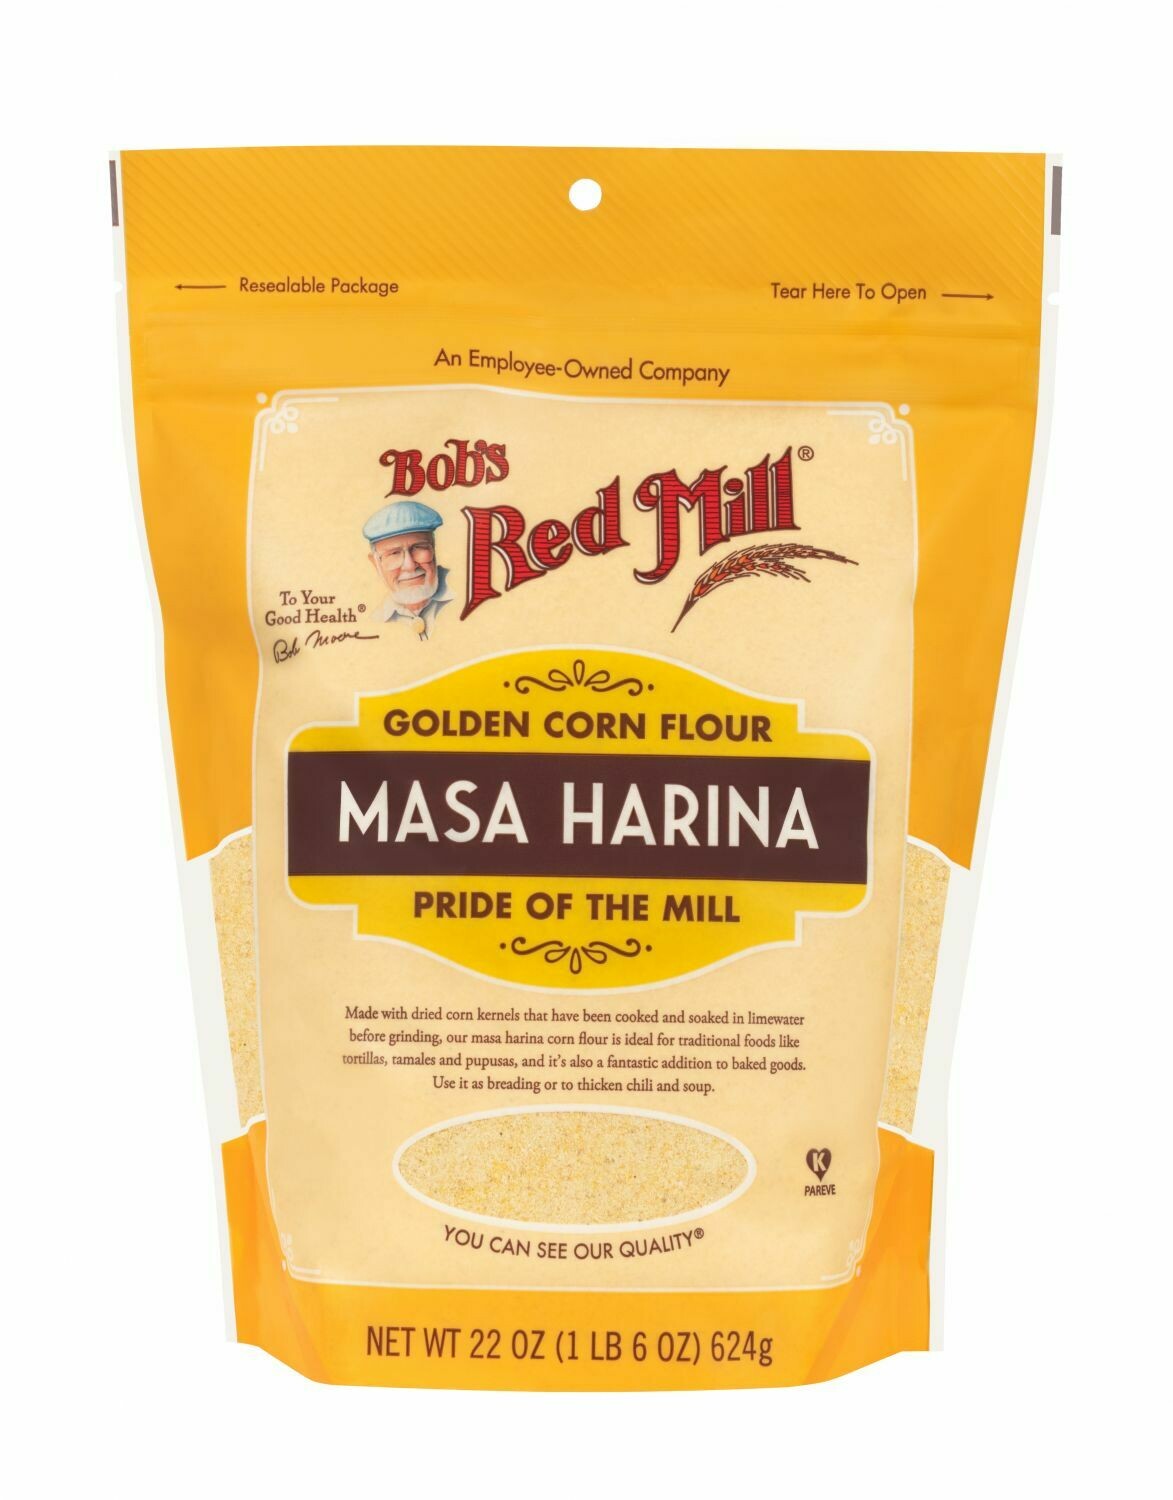 Resealable Package
Tear Here To Open
An Employee-Owned Company
Bob's
Red Mill®
To Your
Good Health®
Bob Moore
GOLDEN CORN FLOUR
MASA HARINA
PRIDE OF THE MILL
Made with dried corn kernels that have been cooked and soaked in limewater
before grinding, our masa harina corn flour is ideal for traditional foods like
tortillas, tamales and pupusas, and it's also a fantastic addition to baked goods.
Use it as breading or to thicken chili and soup.
K
PAREVE
YOU CAN SEE OUR QUALITY®
NET WT 22 OZ (1 LB 6 OZ) 624g